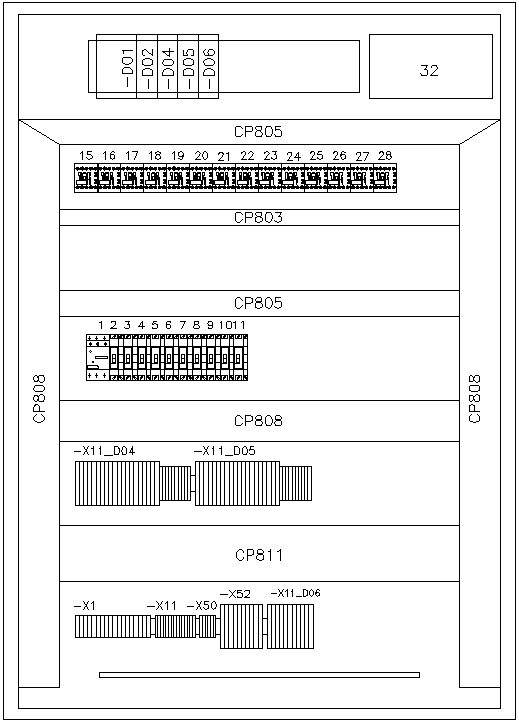 -D01 -D02 -D04 -D05 -D06
32
CP805
15 16 17 18 19 20 21 22 23 24 25 26 27 28
CP803
CP805
1 2 3 4 5 6 7 8 9 10 11
CP808
CP808
CP808
-X11_D04 -X11_D05
CP811
-X1 -X11 -X50 -X52 -X11_D06